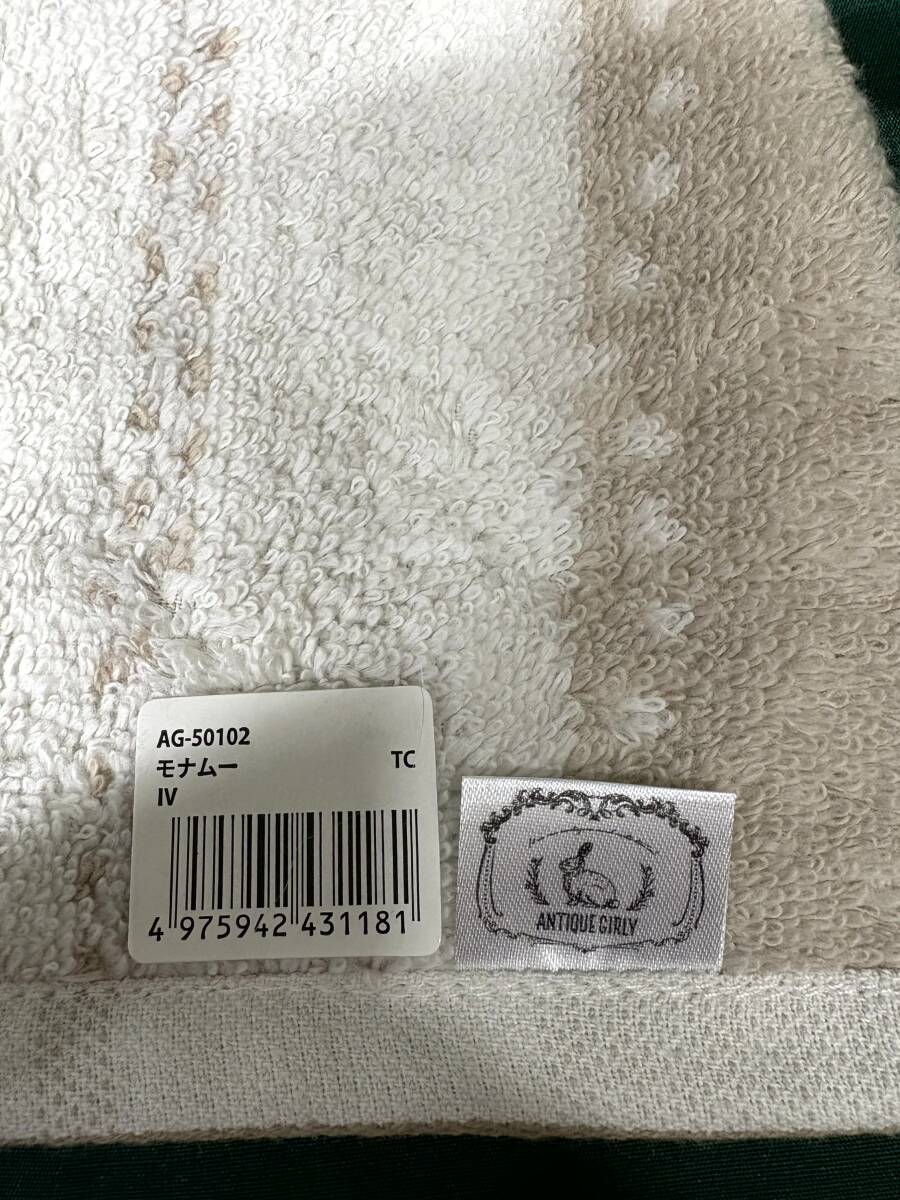 AG-50102
モナムー TC
IV
4 975942 431181
ANTIQUE GIRLY